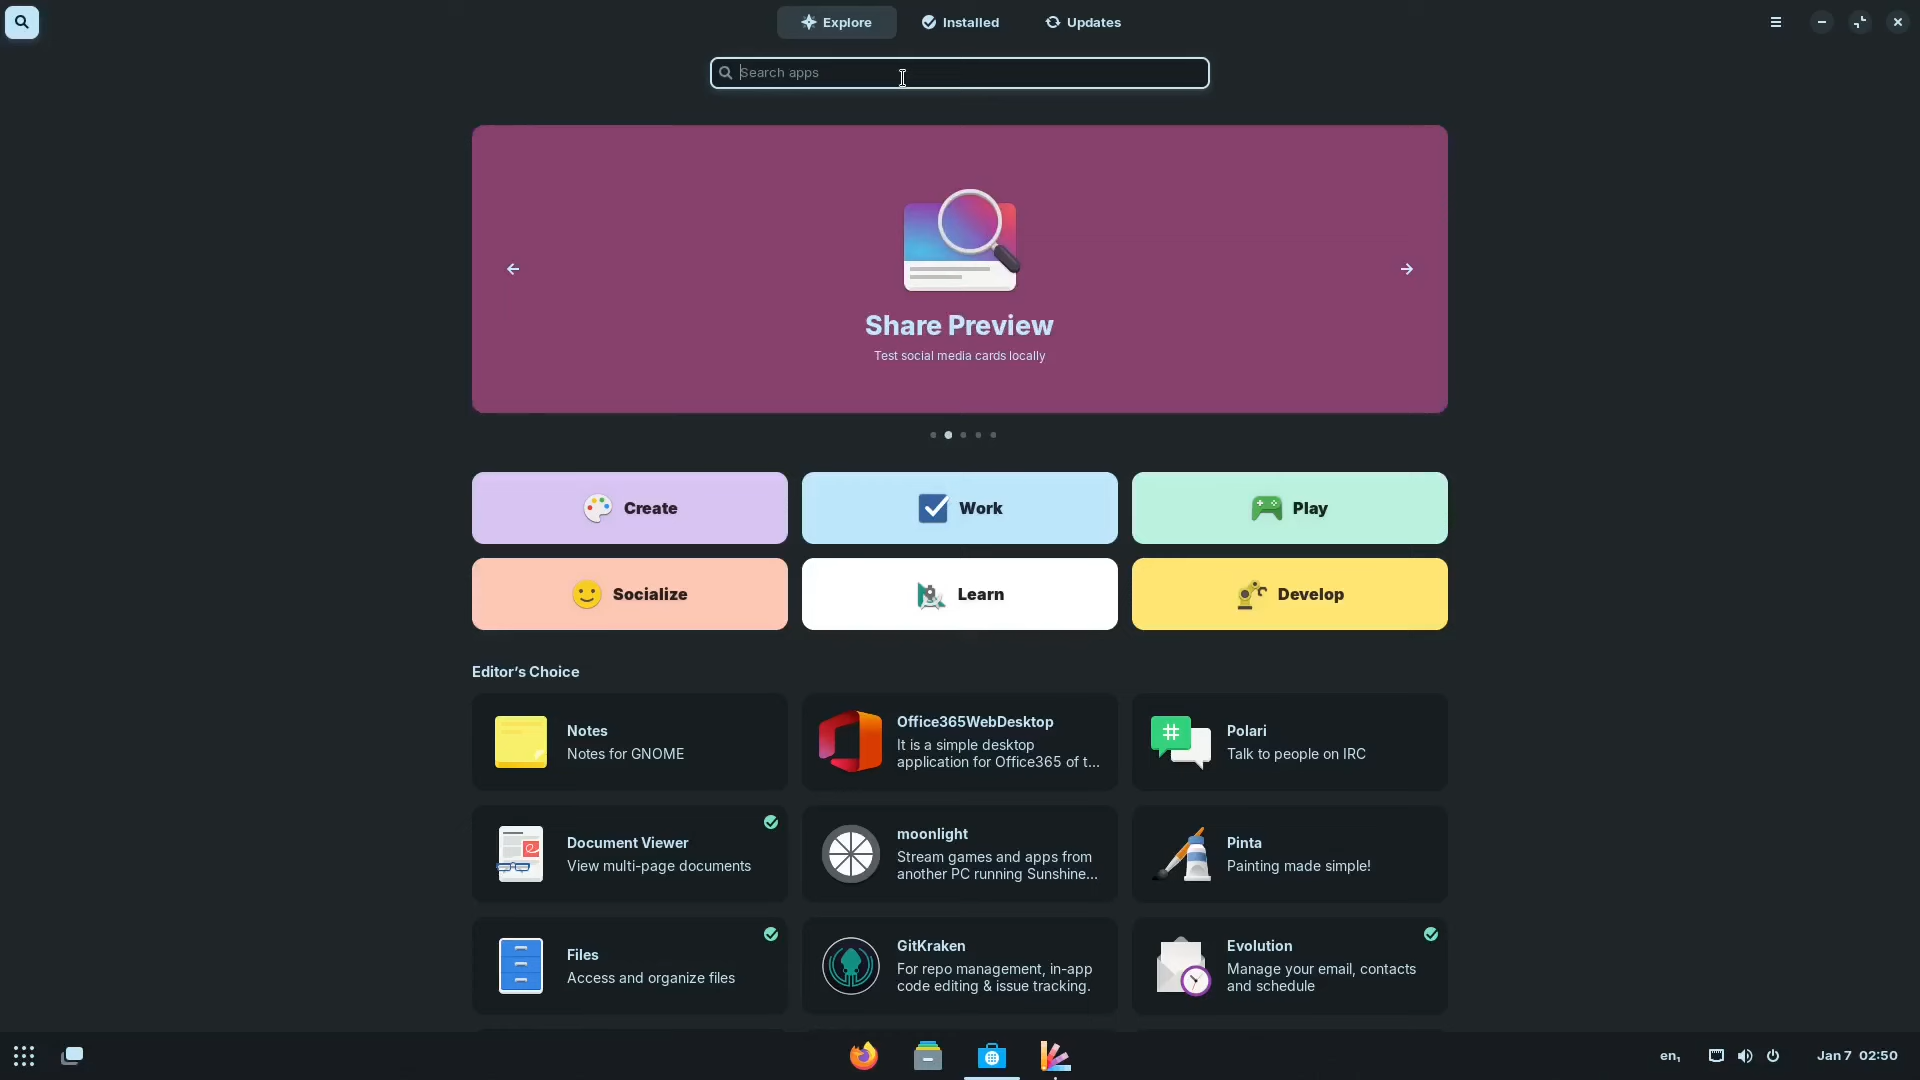 Explore
Installed
Updates
Search apps
Share Preview
Test social media cards locally
Create
Work
Play
Socialize
Learn
Develop
Editor’s Choice
Notes
Notes for GNOME
Office365WebDesktop
It is a simple desktop
application for Office365 of t...
Polari
Talk to people on IRC
Document Viewer
View multi-page documents
moonlight
Stream games and apps from
another PC running Sunshine...
Pinta
Painting made simple!
Files
Access and organize files
GitKraken
For repo management, in-app
code editing & issue tracking.
Evolution
Manage your email, contacts
and schedule
en₁
Jan 7 02:50